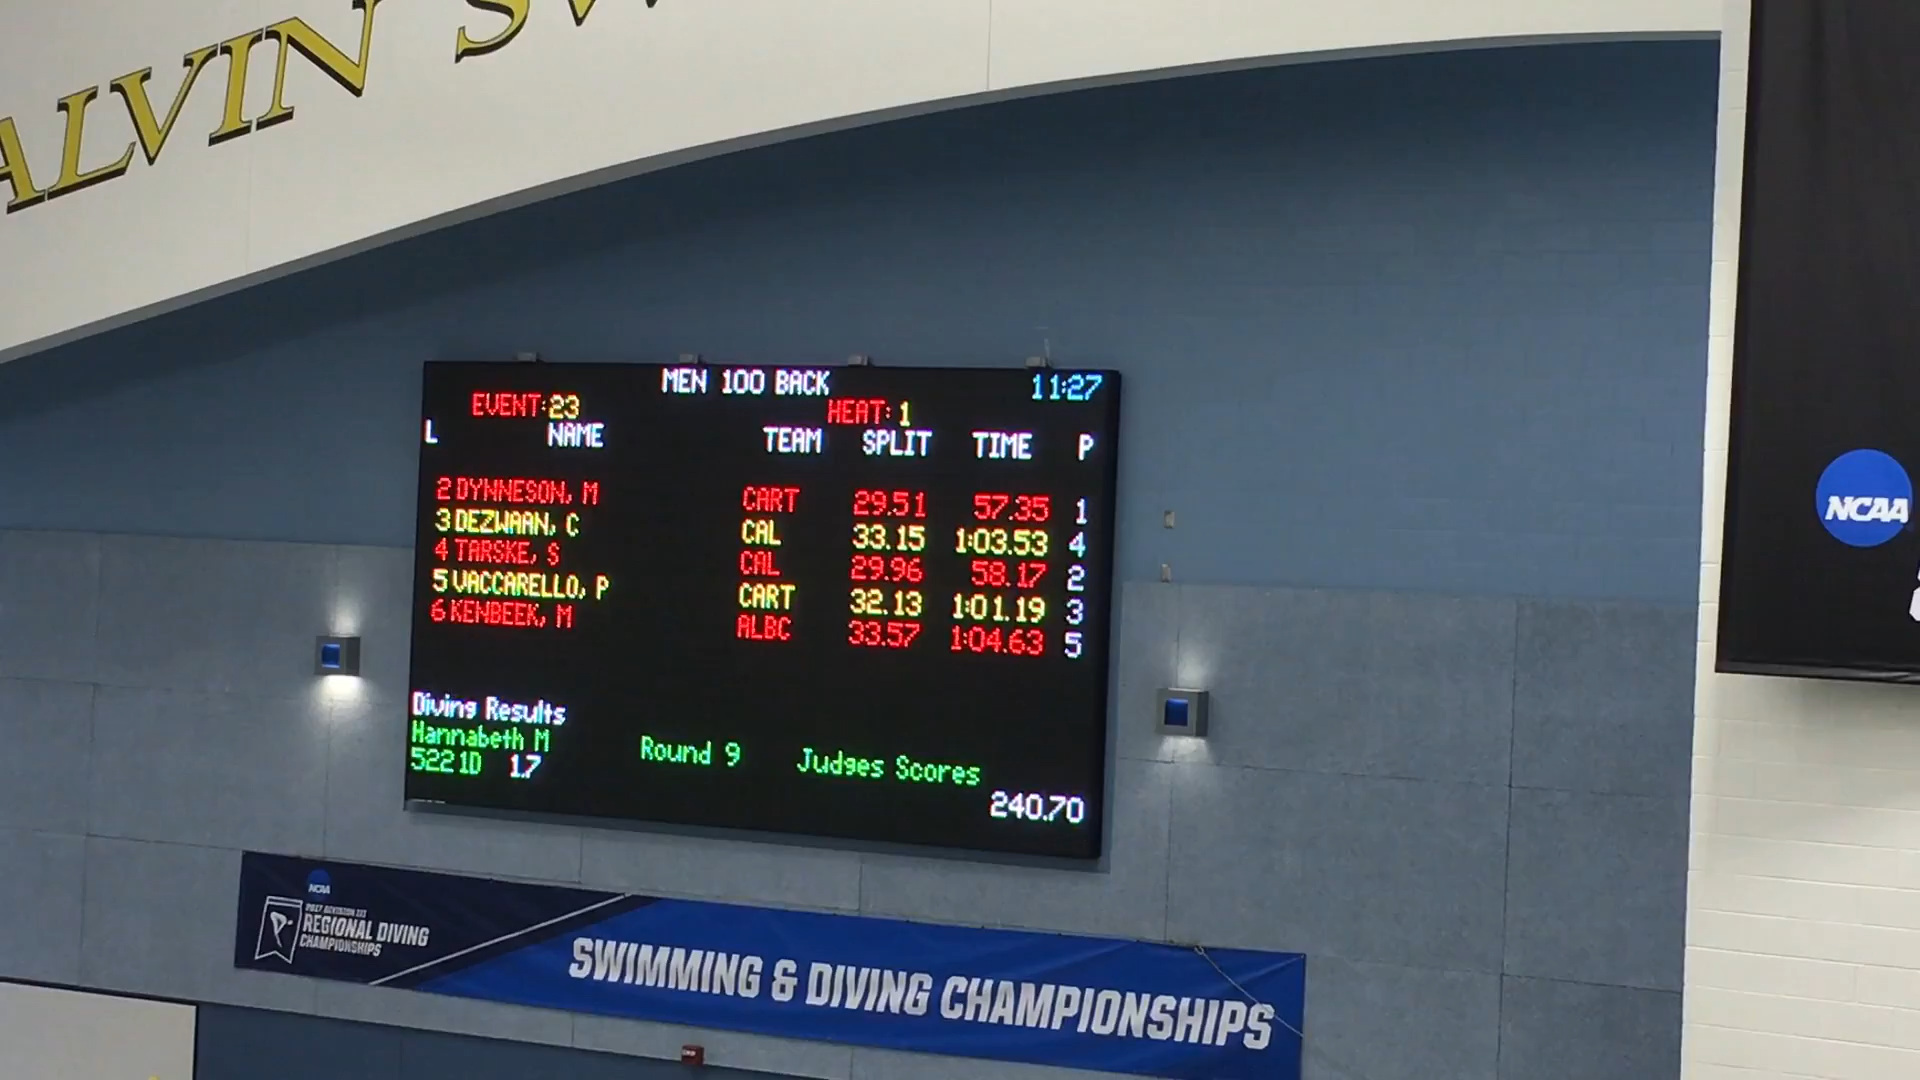 ALVIN SW
MEN 100 BACK 11:27
EVENT:23 HEAT: 1
L NAME TEAM SPLIT TIME P
2 DYNNESON, M CART 29.51 57.35 1
3 DEZWAAN, C CAL 33.15 1:03.53 4
4 TARSKE, S CAL 29.96 58.17 2
5 VACCARELLO, P CART 32.13 1:01.19 3
6 KENBEEK, M ALBC 33.57 1:04.63 5
Diving Results
Hannabeth M
5221D 1.7 Round 9 Judges Scores
240.70
NCAA
NCAA
2017 DIVISION III
REGIONAL DIVING
CHAMPIONSHIPS
SWIMMING & DIVING CHAMPIONSHIPS